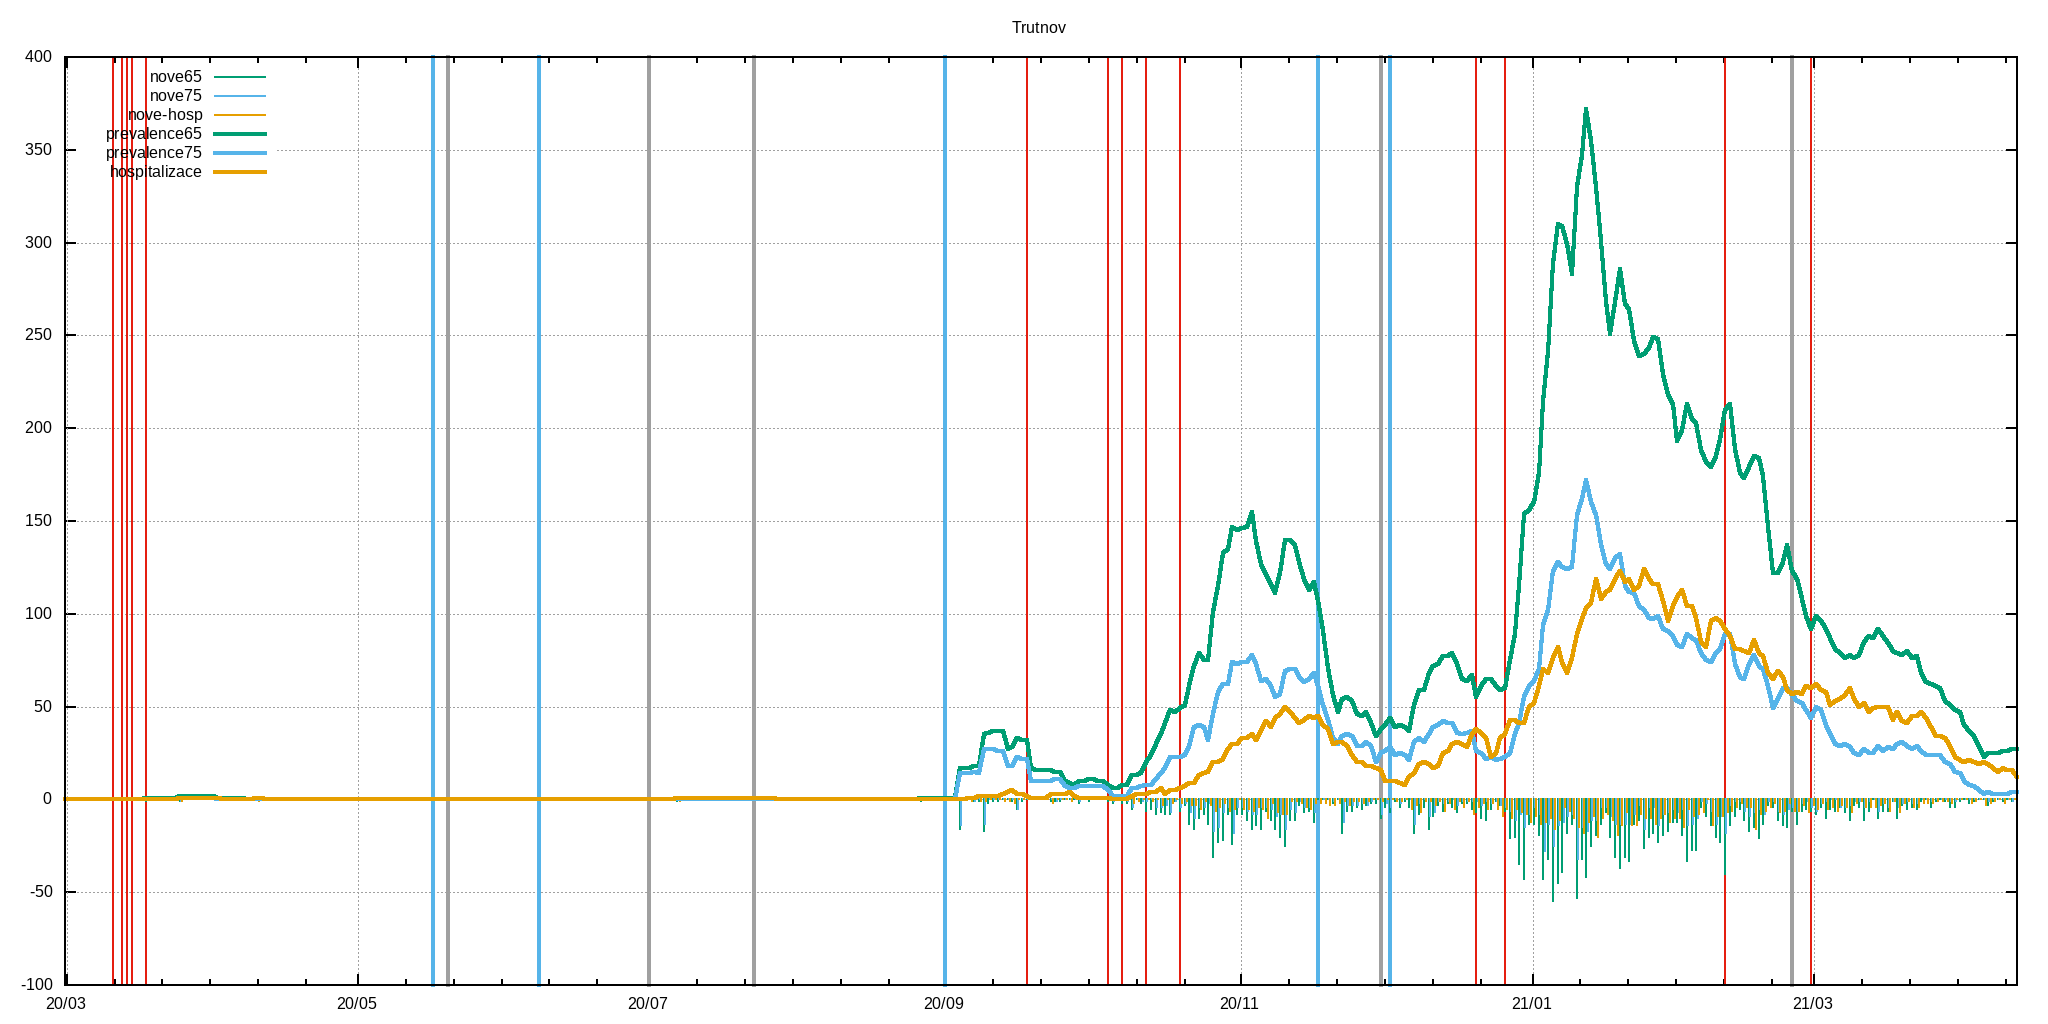 Trutnov
400
350
300
250
200
150
100
50
0
-50
-100
nove65
nove75
nove-hosp
prevalence65
prevalence75
hospitalizace
20/03 20/05 20/07 20/09 20/11 21/01 21/03